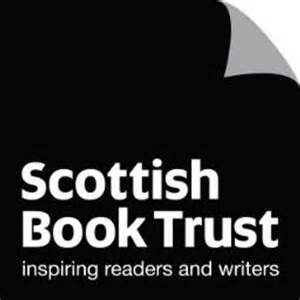 Scottish
Book Trust
inspiring readers and writers